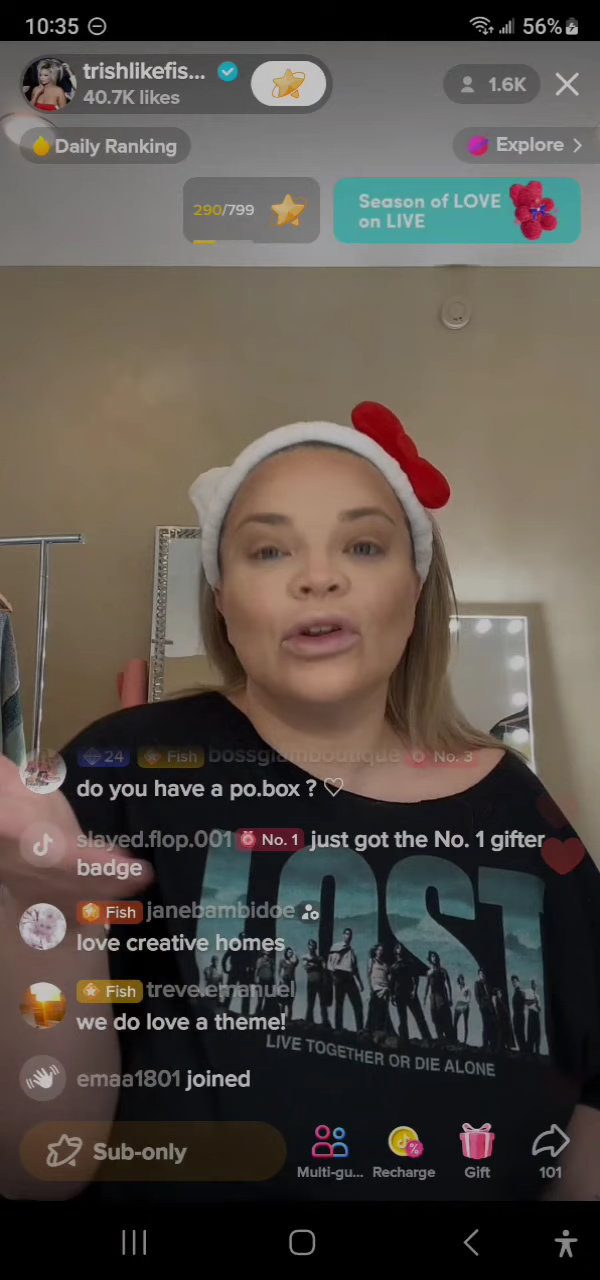 10:35
56%
trishlikefis...
40.7K likes
1.6K
Daily Ranking
Explore >
290/799
Season of LOVE
on LIVE
24 Fish bossglamboutique No. 3
do you have a po.box ? ♡
slayed.flop.001 No. 1 just got the No. 1 gifter
badge
Fish janebambidoe
love creative homes
Fish treve.emanuel
we do love a theme!
emaa1801 joined
LOST
LIVE TOGETHER OR DIE ALONE
Sub-only
Multi-gu...
Recharge
Gift
101